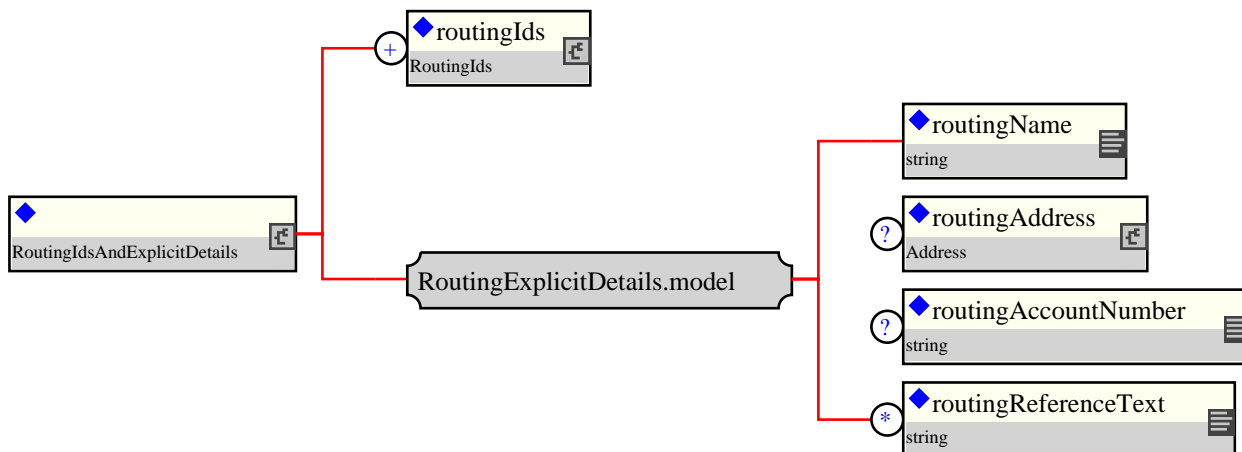 routingIds
+
RoutingIds
routingName
string
routingAddress
?
RoutingIdsAndExplicitDetails
Address
RoutingExplicitDetails.model
routingAccountNumber
?
string
routingReferenceText
*
string